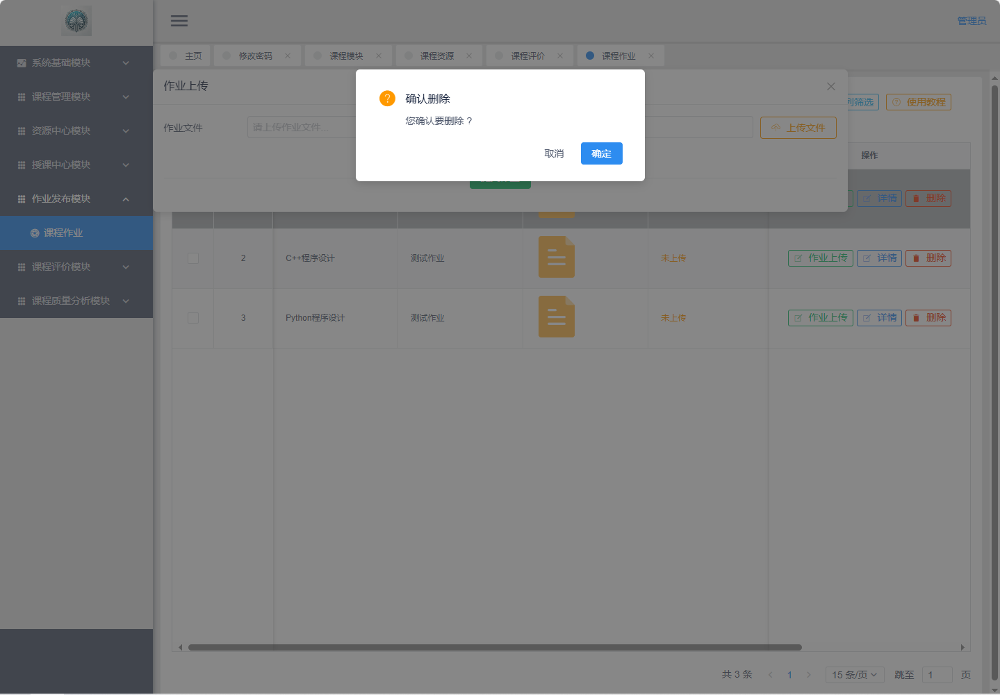 管理员
系统基础模块
课程管理模块
资源中心模块
授课中心模块
作业发布模块
课程作业
课程评价模块
课程质量分析模块
主页
修改密码
课程模块
课程资源
课程评价
课程作业
作业上传
列筛选
使用教程
作业文件
请上传作业文件...
上传文件
确认删除
您确认要删除？
取消
确定
操作
详情
删除
2
C++程序设计
测试作业
未上传
作业上传
详情
删除
3
Python程序设计
测试作业
未上传
作业上传
详情
删除
共 3 条
1
15 条/页
跳至
1
页